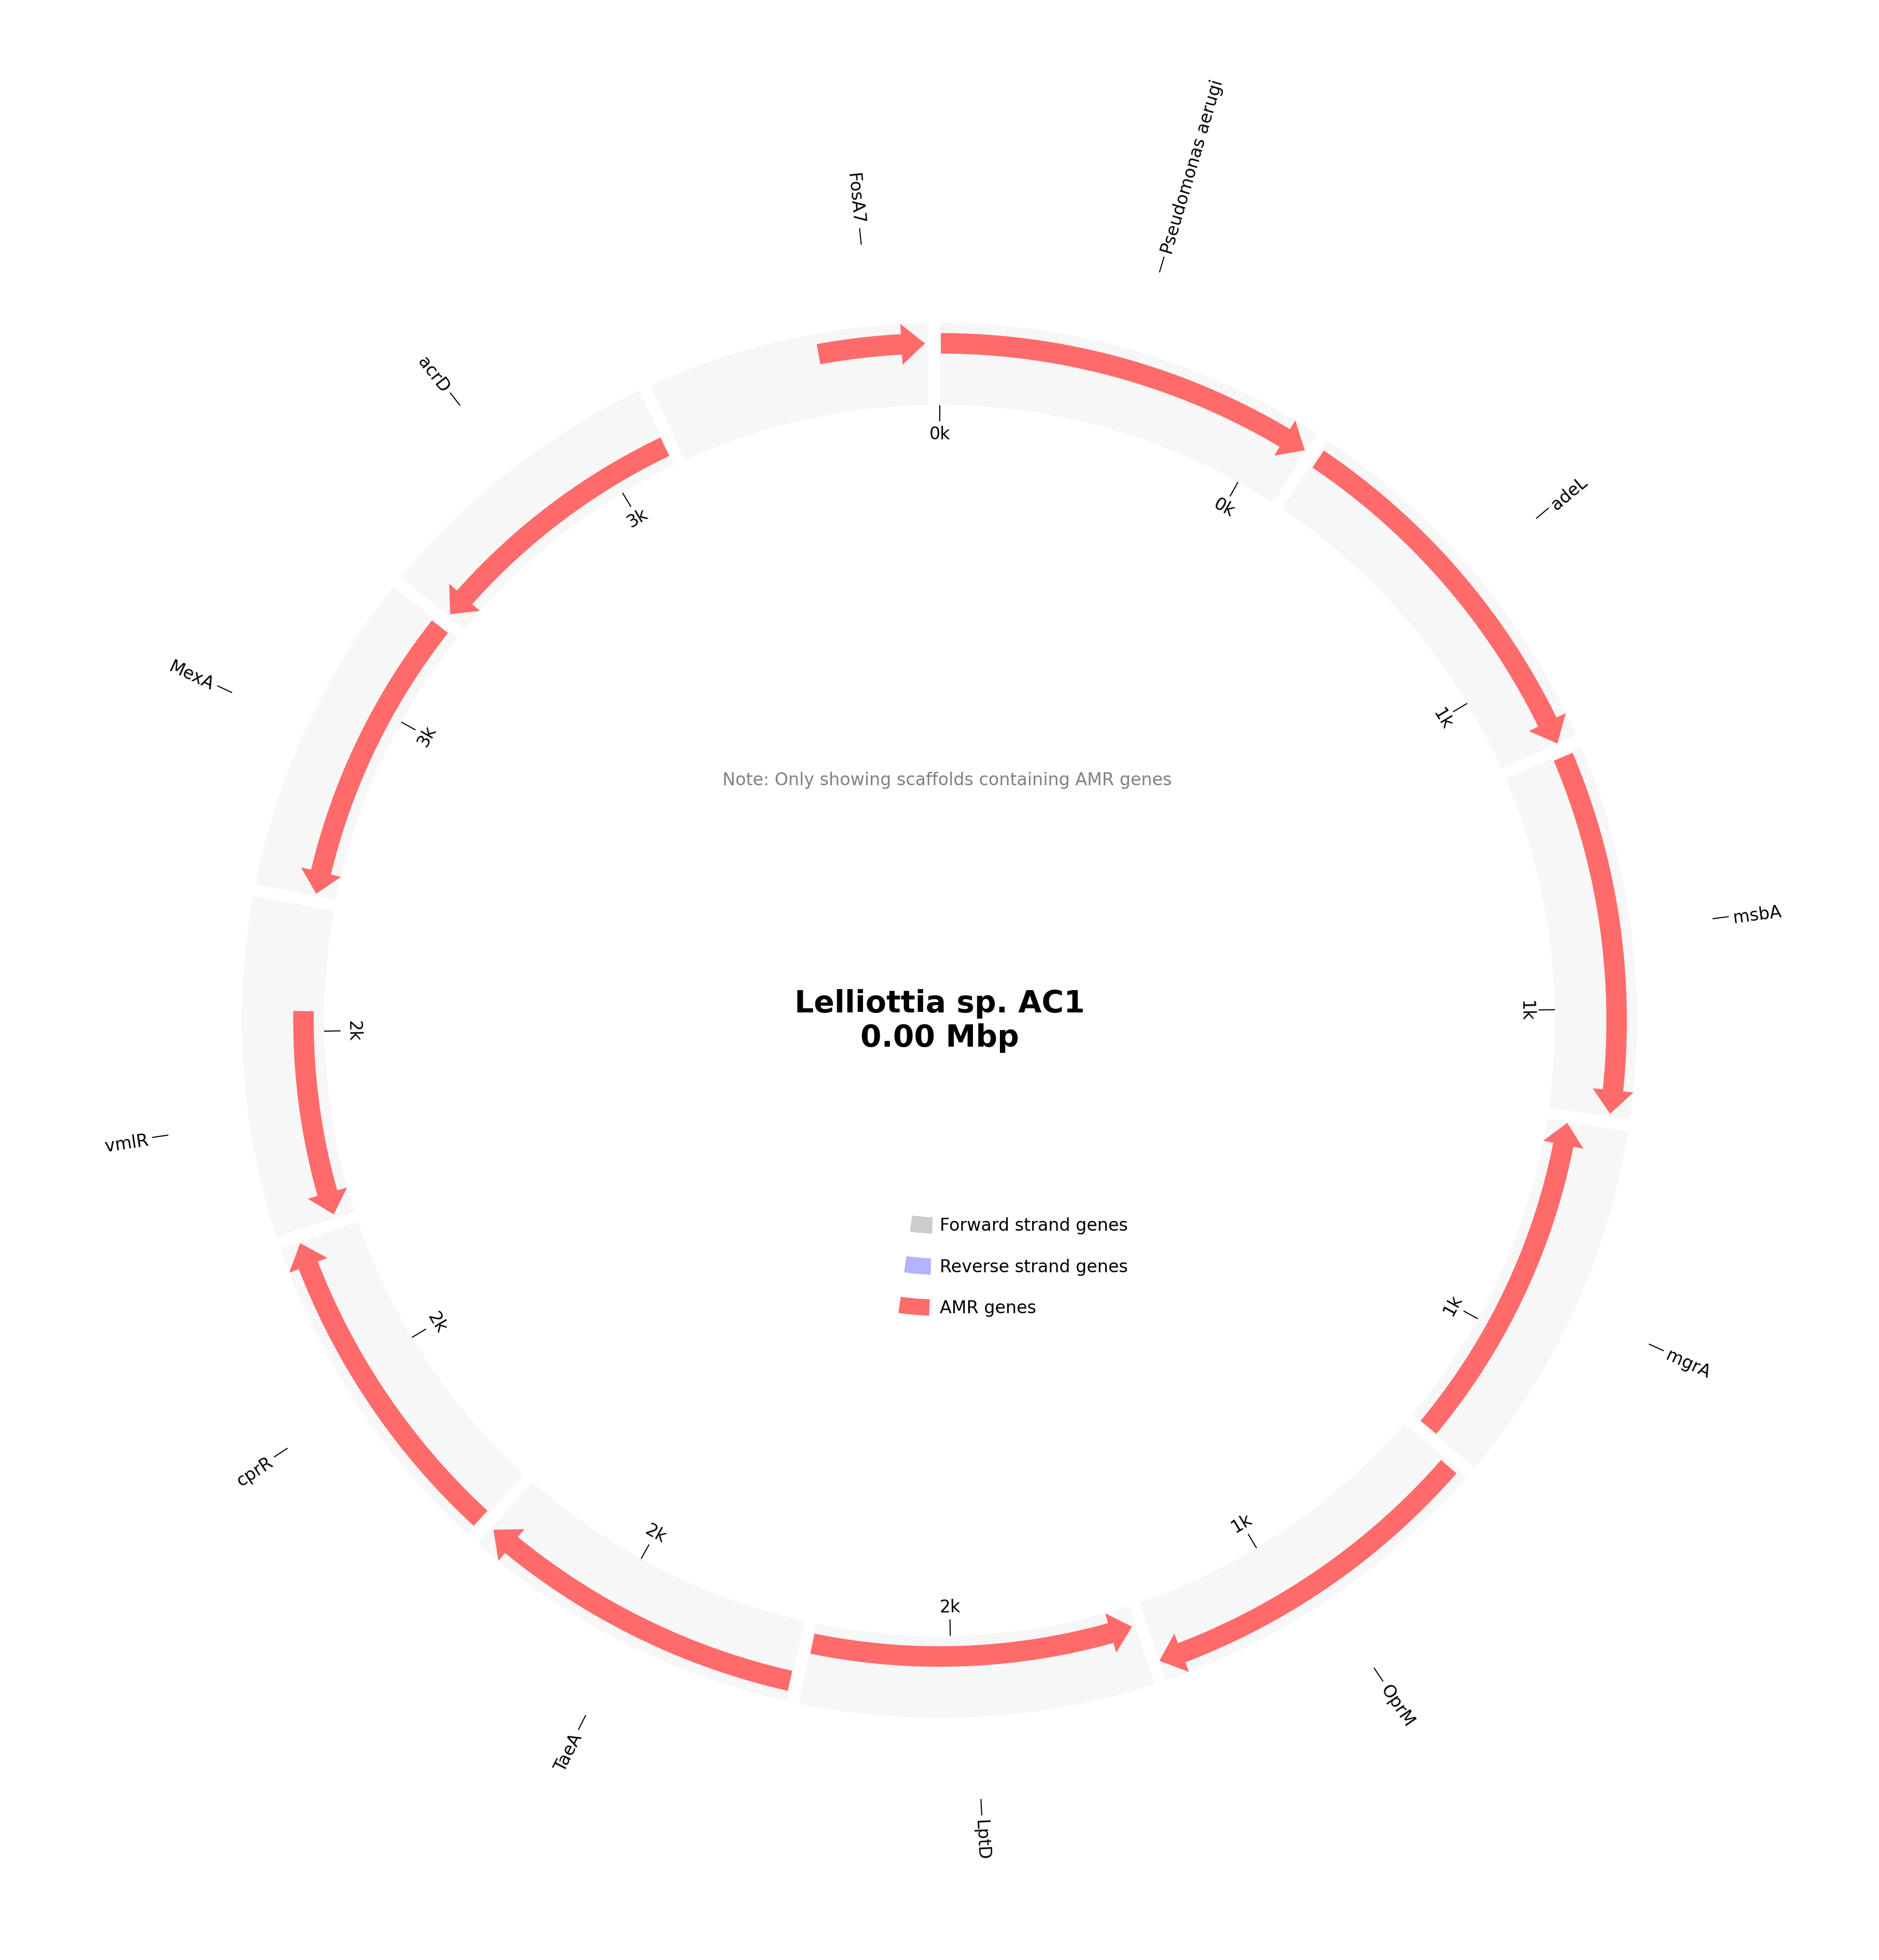 Pseudomonas aerugi
FosA7
acrD
adeL
0k
0k
3k
MexA
1k
3k
Note: Only showing scaffolds containing AMR genes
msbA
Lelliottia sp. AC1
0.00 Mbp
1k
2k
vmlR
Forward strand genes
Reverse strand genes
AMR genes
1k
2k
mgrA
cprR
1k
2k
2k
OprM
TaeA
LptD